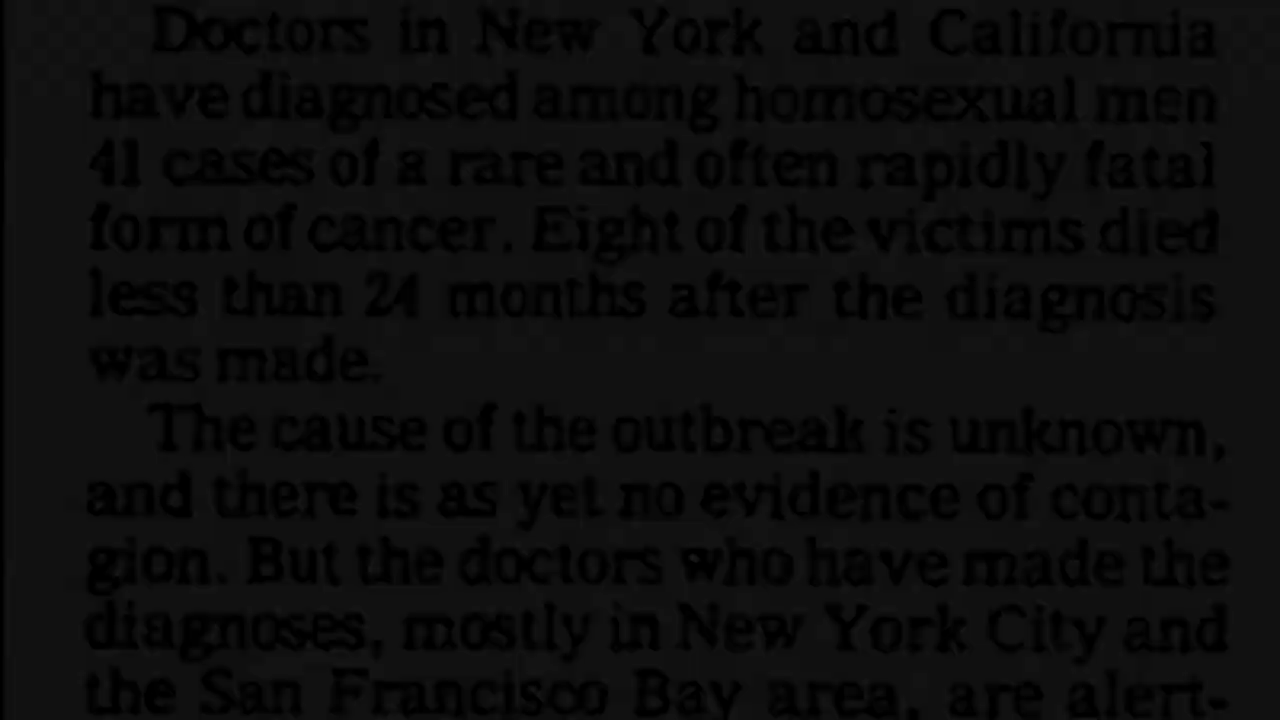 Doctors in New York and California
have diagnosed among homosexual men
41 cases of a rare and often rapidly fatal
form of cancer. Eight of the victims died
less than 24 months after the diagnosis
was made.
The cause of the outbreak is unknown,
and there is as yet no evidence of conta-
gion. But the doctors who have made the
diagnoses, mostly in New York City and
the San Francisco Bay area, are alert-